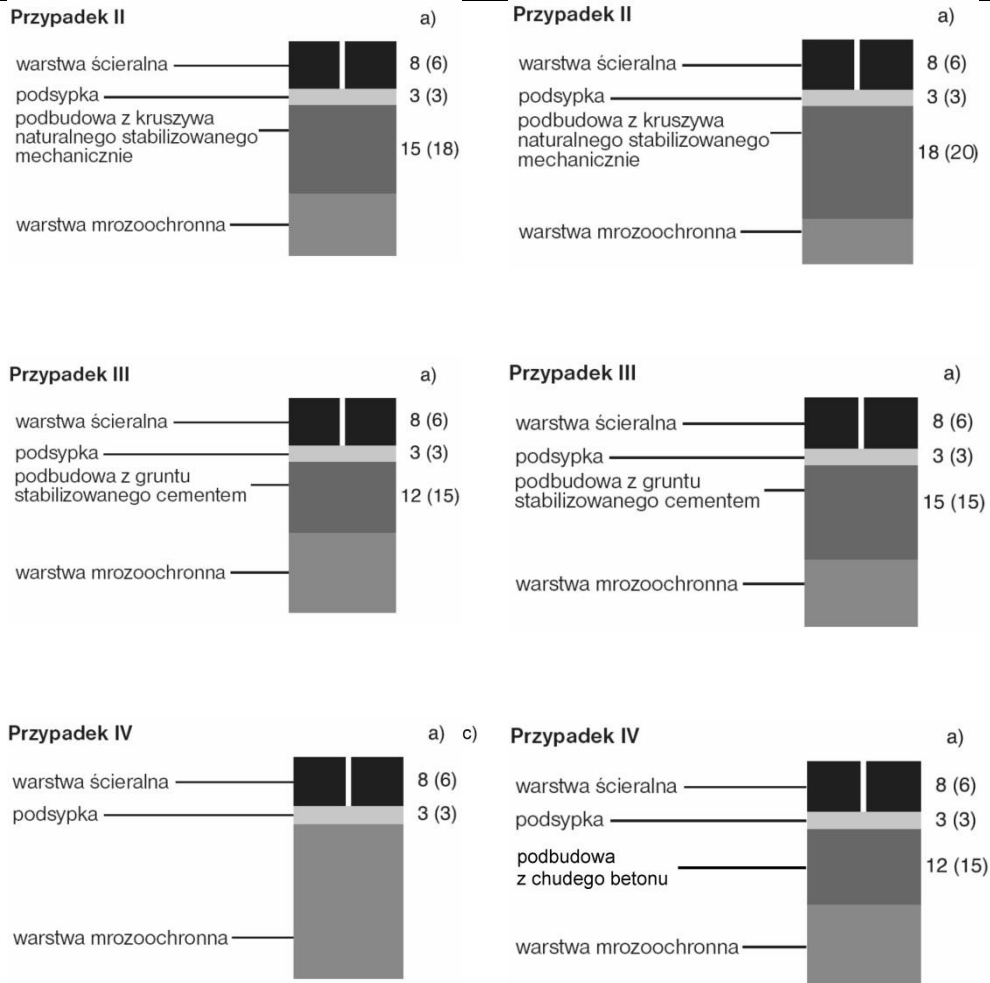 Przypadek II a)
warstwa ścieralna 8 (6)
podsypka 3 (3)
podbudowa z kruszywa
naturalnego stabilizowanego
mechanicznie 15 (18)
warstwa mrozoochronna
Przypadek II a)
warstwa ścieralna 8 (6)
podsypka 3 (3)
podbudowa z kruszywa
naturalnego stabilizowanego
mechanicznie 18 (20)
warstwa mrozoochronna
Przypadek III a)
warstwa ścieralna 8 (6)
podsypka 3 (3)
podbudowa z gruntu
stabilizowanego cementem 12 (15)
warstwa mrozoochronna
Przypadek III a)
warstwa ścieralna 8 (6)
podsypka 3 (3)
podbudowa z gruntu
stabilizowanego cementem 15 (15)
warstwa mrozoochronna
Przypadek IV a) c)
warstwa ścieralna 8 (6)
podsypka 3 (3)
warstwa mrozoochronna
Przypadek IV a)
warstwa ścieralna 8 (6)
podsypka 3 (3)
podbudowa
z chudego betonu 12 (15)
warstwa mrozoochronna